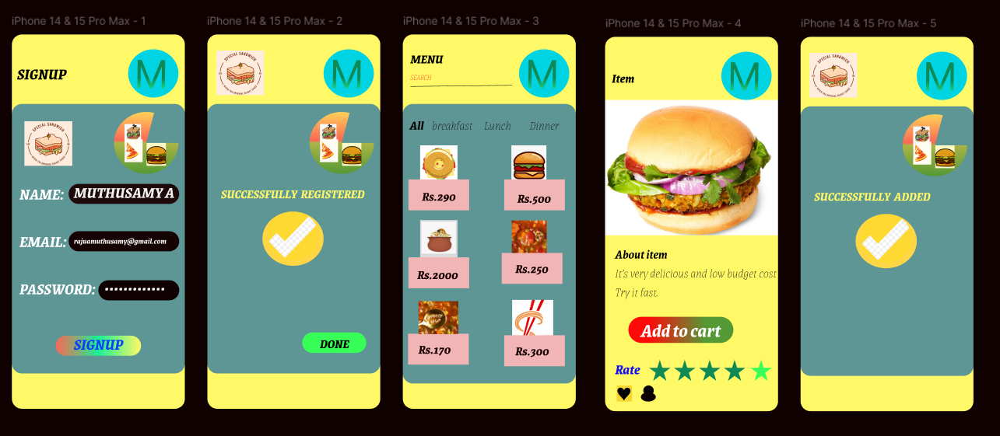 iPhone 14 & 15 Pro Max - 1
SIGNUP
M
SPECIAL SANDWICH
NAME: MUTHUSAMY A
EMAIL: rajuamuthusamy@gmail.com
PASSWORD: •••••••••••••
SIGNUP
iPhone 14 & 15 Pro Max - 2
SPECIAL SANDWICH
M
SUCCESSFULLY REGISTERED
DONE
iPhone 14 & 15 Pro Max - 3
MENU
SEARCH
M
All breakfast Lunch Dinner
Rs.290 Rs.500
Rs.2000 Rs.250
Rs.170 Rs.300
iPhone 14 & 15 Pro Max - 4
Item
M
About item
It's very delicious and low budget cost
Try it fast.
Add to cart
Rate
iPhone 14 & 15 Pro Max - 5
SPECIAL SANDWICH
M
SUCCESSFULLY ADDED